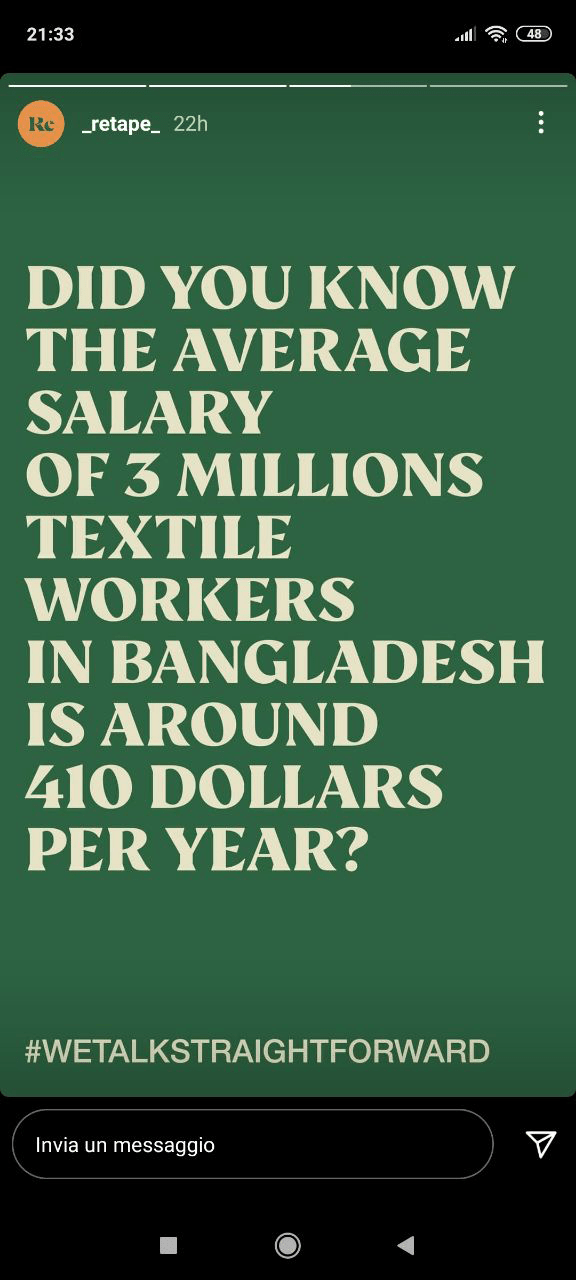 21:33
48
Re
_retape_ 22h
DID YOU KNOW
THE AVERAGE
SALARY
OF 3 MILLIONS
TEXTILE
WORKERS
IN BANGLADESH
IS AROUND
410 DOLLARS
PER YEAR?
#WETALKSTRAIGHTFORWARD
Invia un messaggio